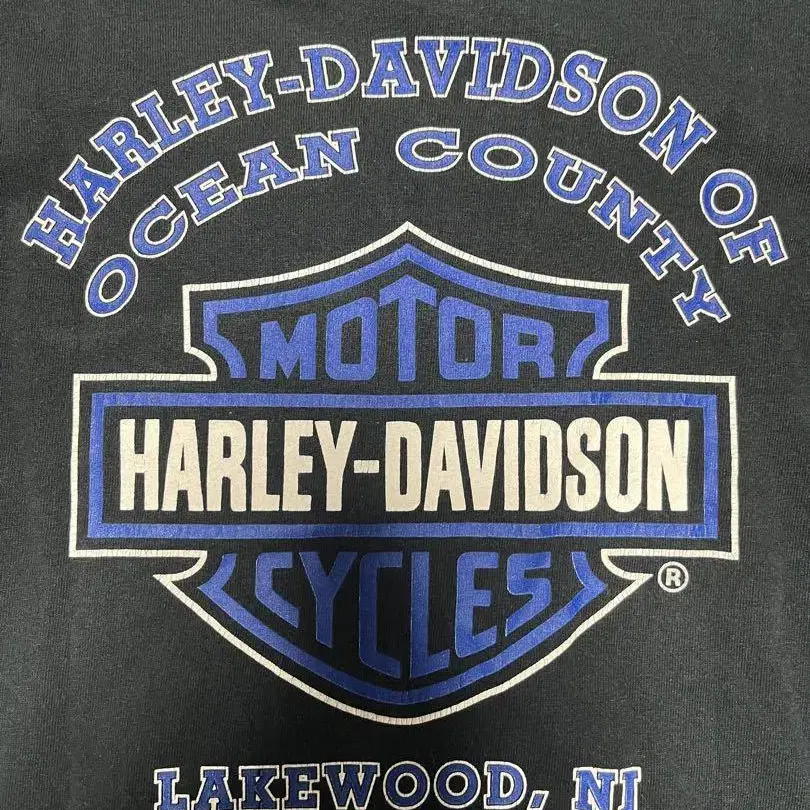 HARLEY-DAVIDSON OF
OCEAN COUNTY
MOTOR
HARLEY-DAVIDSON
CYCLES
®
LAKEWOOD, NJ